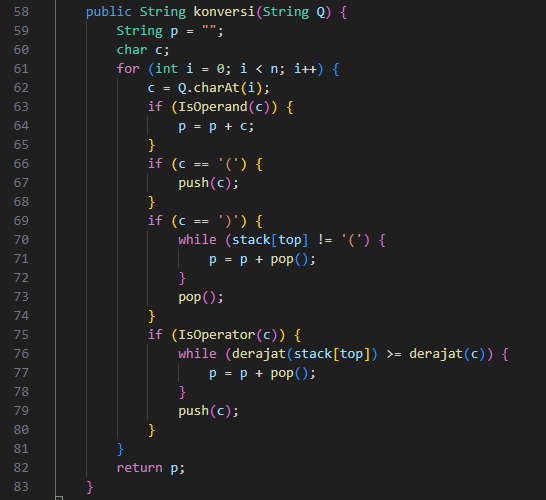 58 public String konversi(String Q) {
59 String p = "";
60 char c;
61 for (int i = 0; i < n; i++) {
62 c = Q.charAt(i);
63 if (IsOperand(c)) {
64 p = p + c;
65 }
66 if (c == '(') {
67 push(c);
68 }
69 if (c == ')') {
70 while (stack[top] != '(') {
71 p = p + pop();
72 }
73 pop();
74 }
75 if (IsOperator(c)) {
76 while (derajat(stack[top]) >= derajat(c)) {
77 p = p + pop();
78 }
79 push(c);
80 }
81 }
82 return p;
83 }